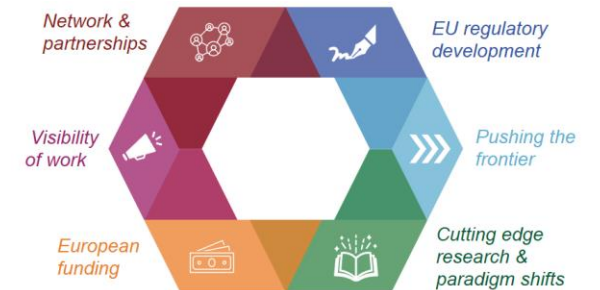 Network &
partnerships
EU regulatory
development
Visibility
of work
Pushing the
frontier
European
funding
Cutting edge
research &
paradigm shifts